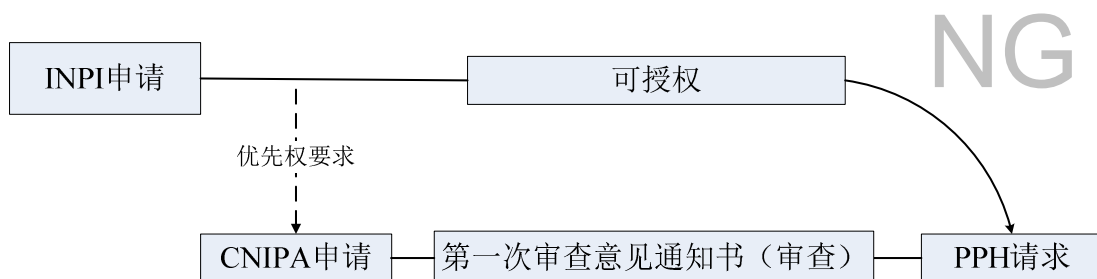 NG
INPI申请
可授权
优先权要求
CNIPA申请
第一次审查意见通知书（审查）
PPH请求